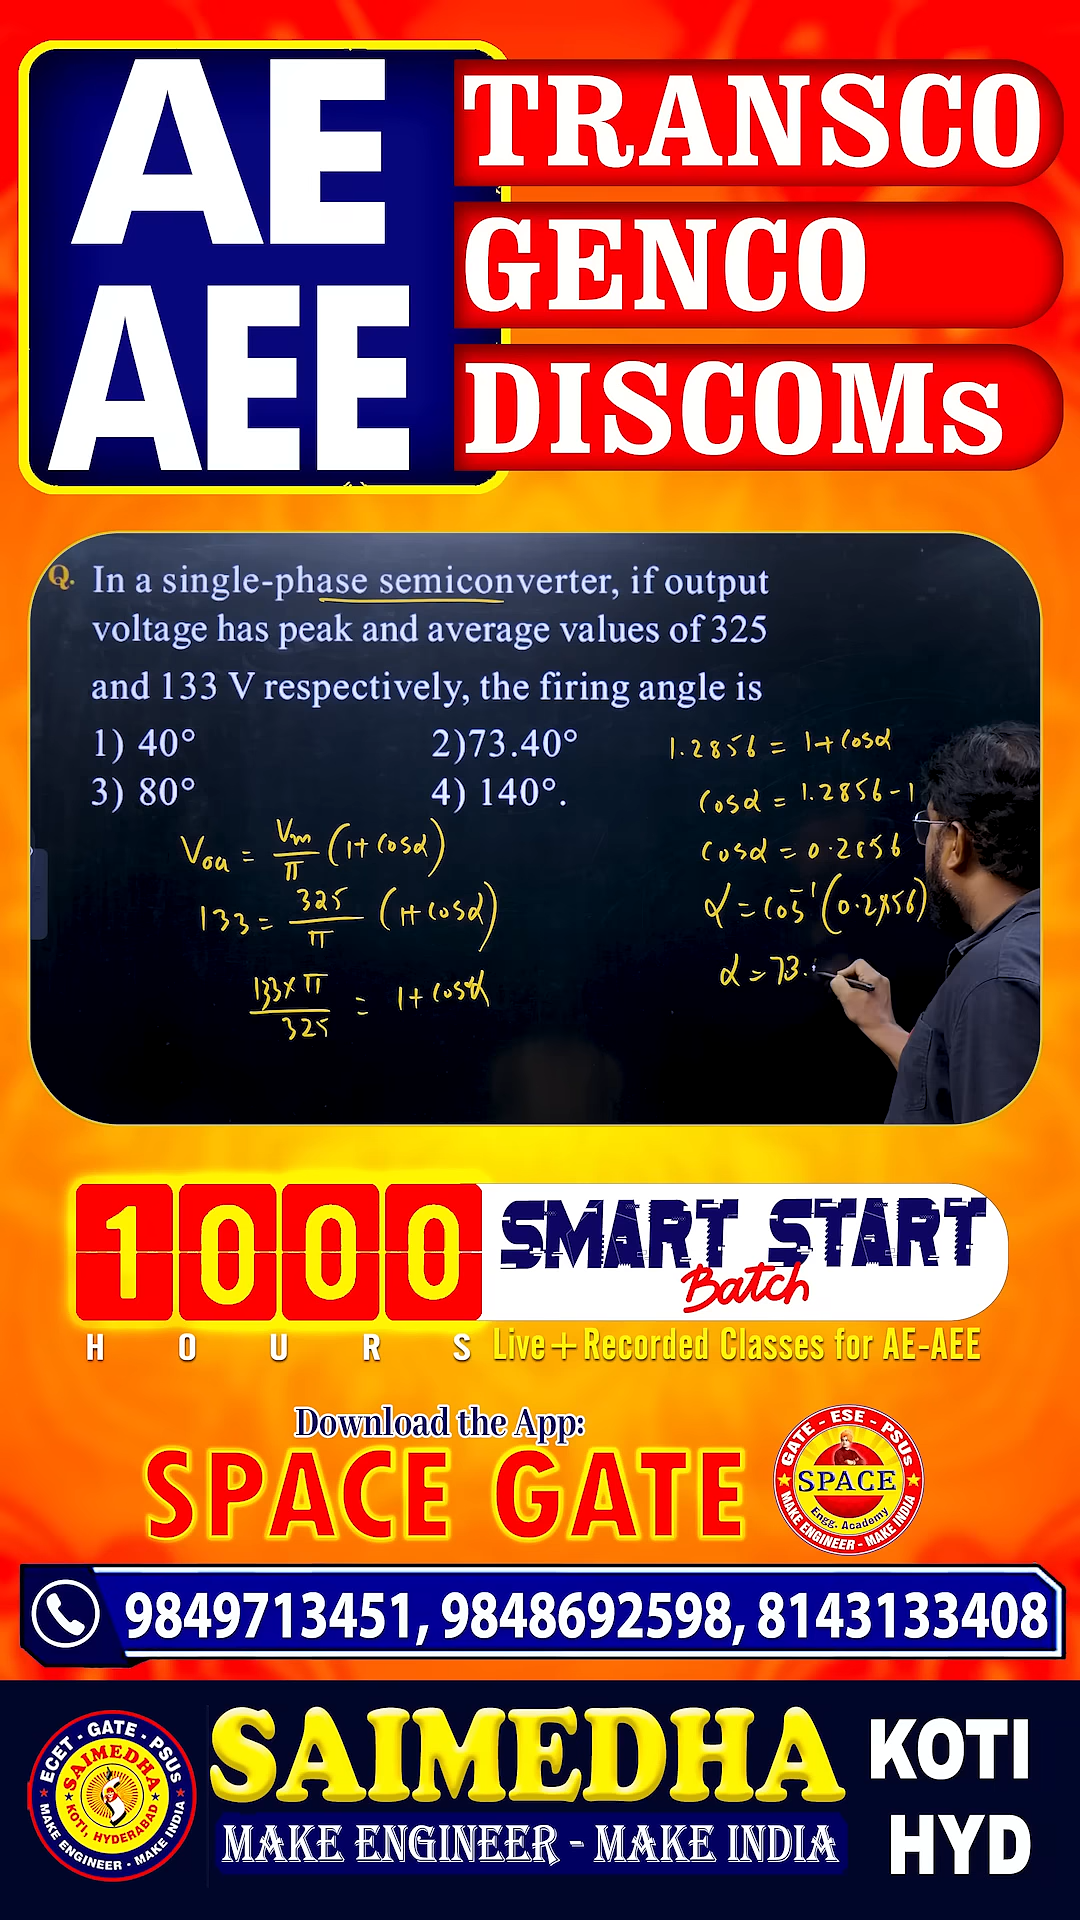 AE
AEE
TRANSCO
GENCO
DISCOMs
Q. In a single-phase semiconverter, if output
voltage has peak and average values of 325
and 133 V respectively, the firing angle is
1) 40° 2)73.40°
3) 80° 4) 140°.
Voa = Vm/π (1+cosα)
133 = 325/π (1+cosα)
133×π/325 = 1+cosα
1.2856 = 1+cosα
cosα = 1.2856-1
cosα = 0.2856
α = cos⁻¹(0.2856)
α = 73.
1000
HOURS
SMART START
Batch
Live+Recorded Classes for AE-AEE
Download the App:
SPACE GATE
GATE - ESE - PSUs
SPACE
Engg. Academy
MAKE ENGINEER - MAKE INDIA
9849713451, 9848692598, 8143133408
ECET - GATE - PSUs
SAIMEDHA
KOTI, HYDERABAD
MAKE ENGINEER - MAKE INDIA
SAIMEDHA
MAKE ENGINEER - MAKE INDIA
KOTI
HYD